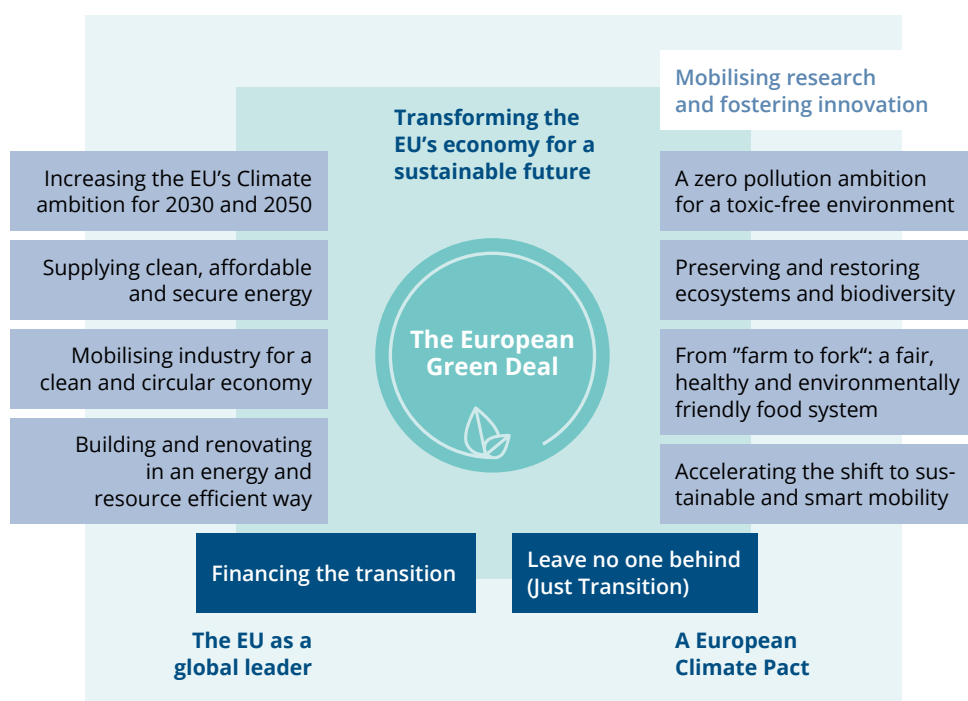 Mobilising research
and fostering innovation
Transforming the
EU's economy for a
sustainable future
Increasing the EU's Climate
ambition for 2030 and 2050
Supplying clean, affordable
and secure energy
Mobilising industry for a
clean and circular economy
Building and renovating
in an energy and
resource efficient way
The European
Green Deal
A zero pollution ambition
for a toxic-free environment
Preserving and restoring
ecosystems and biodiversity
From ”farm to fork“: a fair,
healthy and environmentally
friendly food system
Accelerating the shift to sus-
tainable and smart mobility
Financing the transition
Leave no one behind
(Just Transition)
The EU as a
global leader
A European
Climate Pact